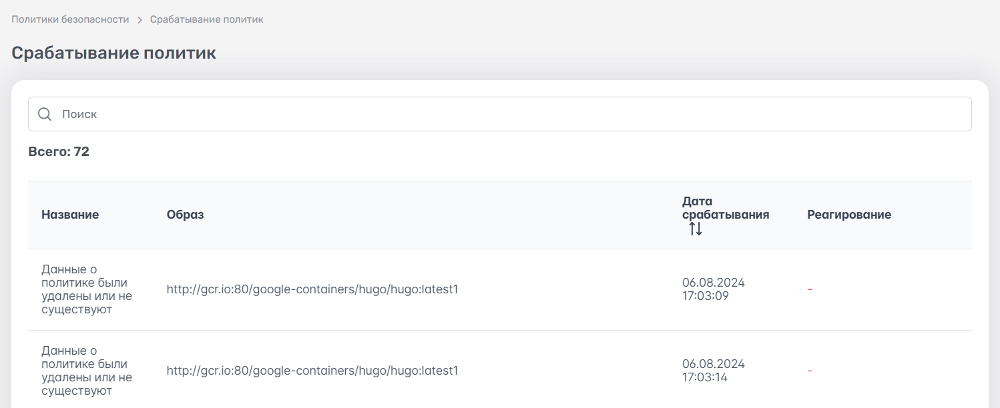 Политики безопасности > Срабатывание политик
Срабатывание политик
Поиск
Всего: 72
Название
Образ
Дата
срабатывания
Реагирование
Данные о
политике были
удалены или не
существуют
http://gcr.io:80/google-containers/hugo/hugo:latest1
06.08.2024
17:03:09
-
Данные о
политике были
удалены или не
существуют
http://gcr.io:80/google-containers/hugo/hugo:latest1
06.08.2024
17:03:14
-